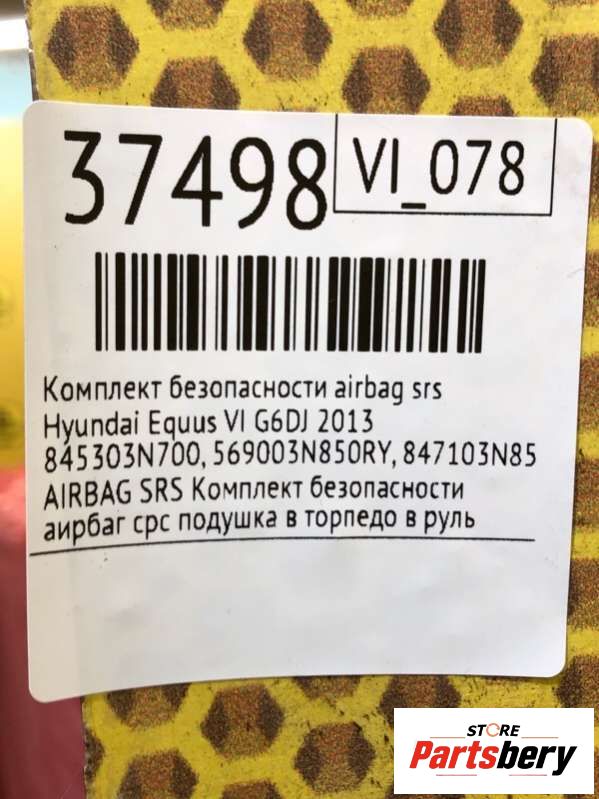 37498
VI_078
Комплект безопасности airbag srs
Hyundai Equus VI G6DJ 2013
845303N700, 569003N850RY, 847103N85
AIRBAG SRS Комплект безопасности
аирбаг срс подушка в торпедо в руль
STORE
Partsbery